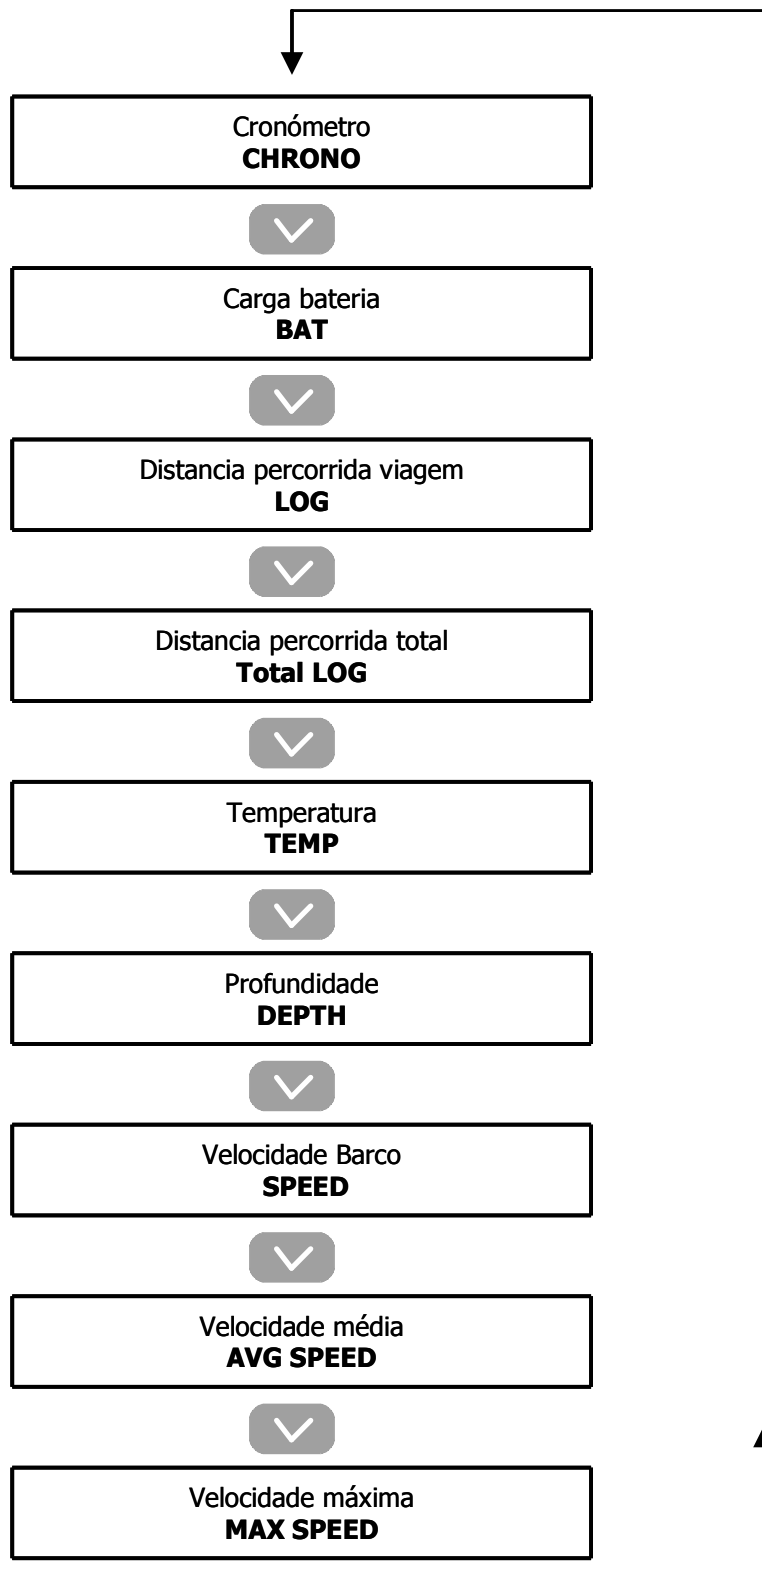 Cronómetro
CHRONO
Carga bateria
BAT
Distancia percorrida viagem
LOG
Distancia percorrida total
Total LOG
Temperatura
TEMP
Profundidade
DEPTH
Velocidade Barco
SPEED
Velocidade média
AVG SPEED
Velocidade máxima
MAX SPEED